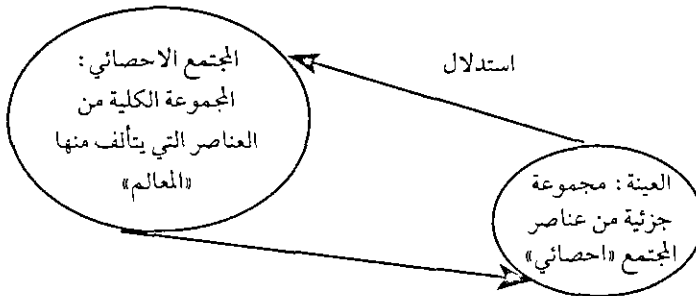 المجتمع الاحصائي :
المجموعة الكلية من
العناصر التي يتألف منها
«المعالم»
استدلال
العينة : مجموعة
جزئية من عناصر
المجتمع «احصائي»